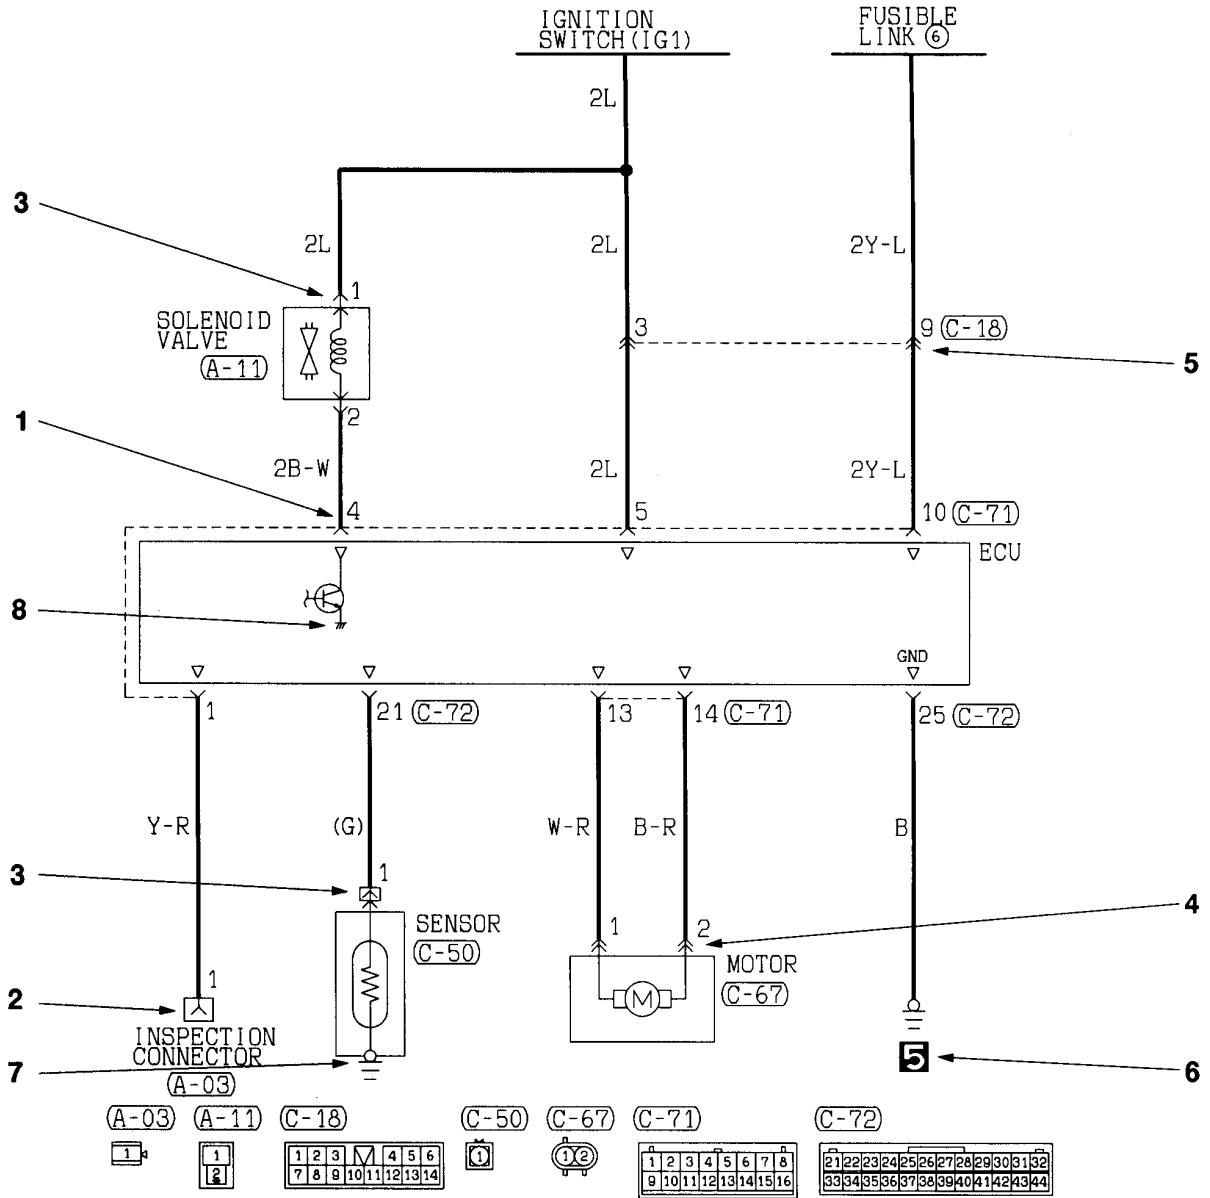 IGNITION
SWITCH(IG1)
FUSIBLE
LINK ⑥
2L
3
2L
2L
2Y-L
1
SOLENOID
VALVE
A-11
3
9 C-18
5
2
1
2B-W
2L
2Y-L
4
5
10 C-71
ECU
8
GND
1
21 C-72
13
14 C-71
25 C-72
Y-R
(G)
W-R
B-R
B
3
1
SENSOR
C-50
1
2
4
MOTOR
C-67
M
1
2
INSPECTION
CONNECTOR
A-03
7
5
6
A-03
A-11
C-18
C-50
C-67
C-71
C-72
1
1
2
1 2 3 4 5 6
7 8 9 10 11 12 13 14
1
1 2
1 2 3 4 5 6 7 8
9 10 11 12 13 14 15 16
21 22 23 24 25 26 27 28 29 30 31 32
33 34 35 36 37 38 39 40 41 42 43 44